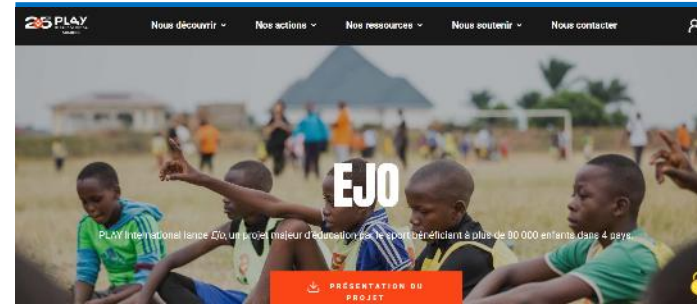 25 PLAY
Nous découvrir
Nos actions
Nos ressources
Nous soutenir
Nous contacter
EJO
PLAY International lance Ejo, un projet majeur d'éducation par le sport bénéficiant à plus de 80 000 enfants dans 4 pays.
PRÉSENTATION DU
PROJET